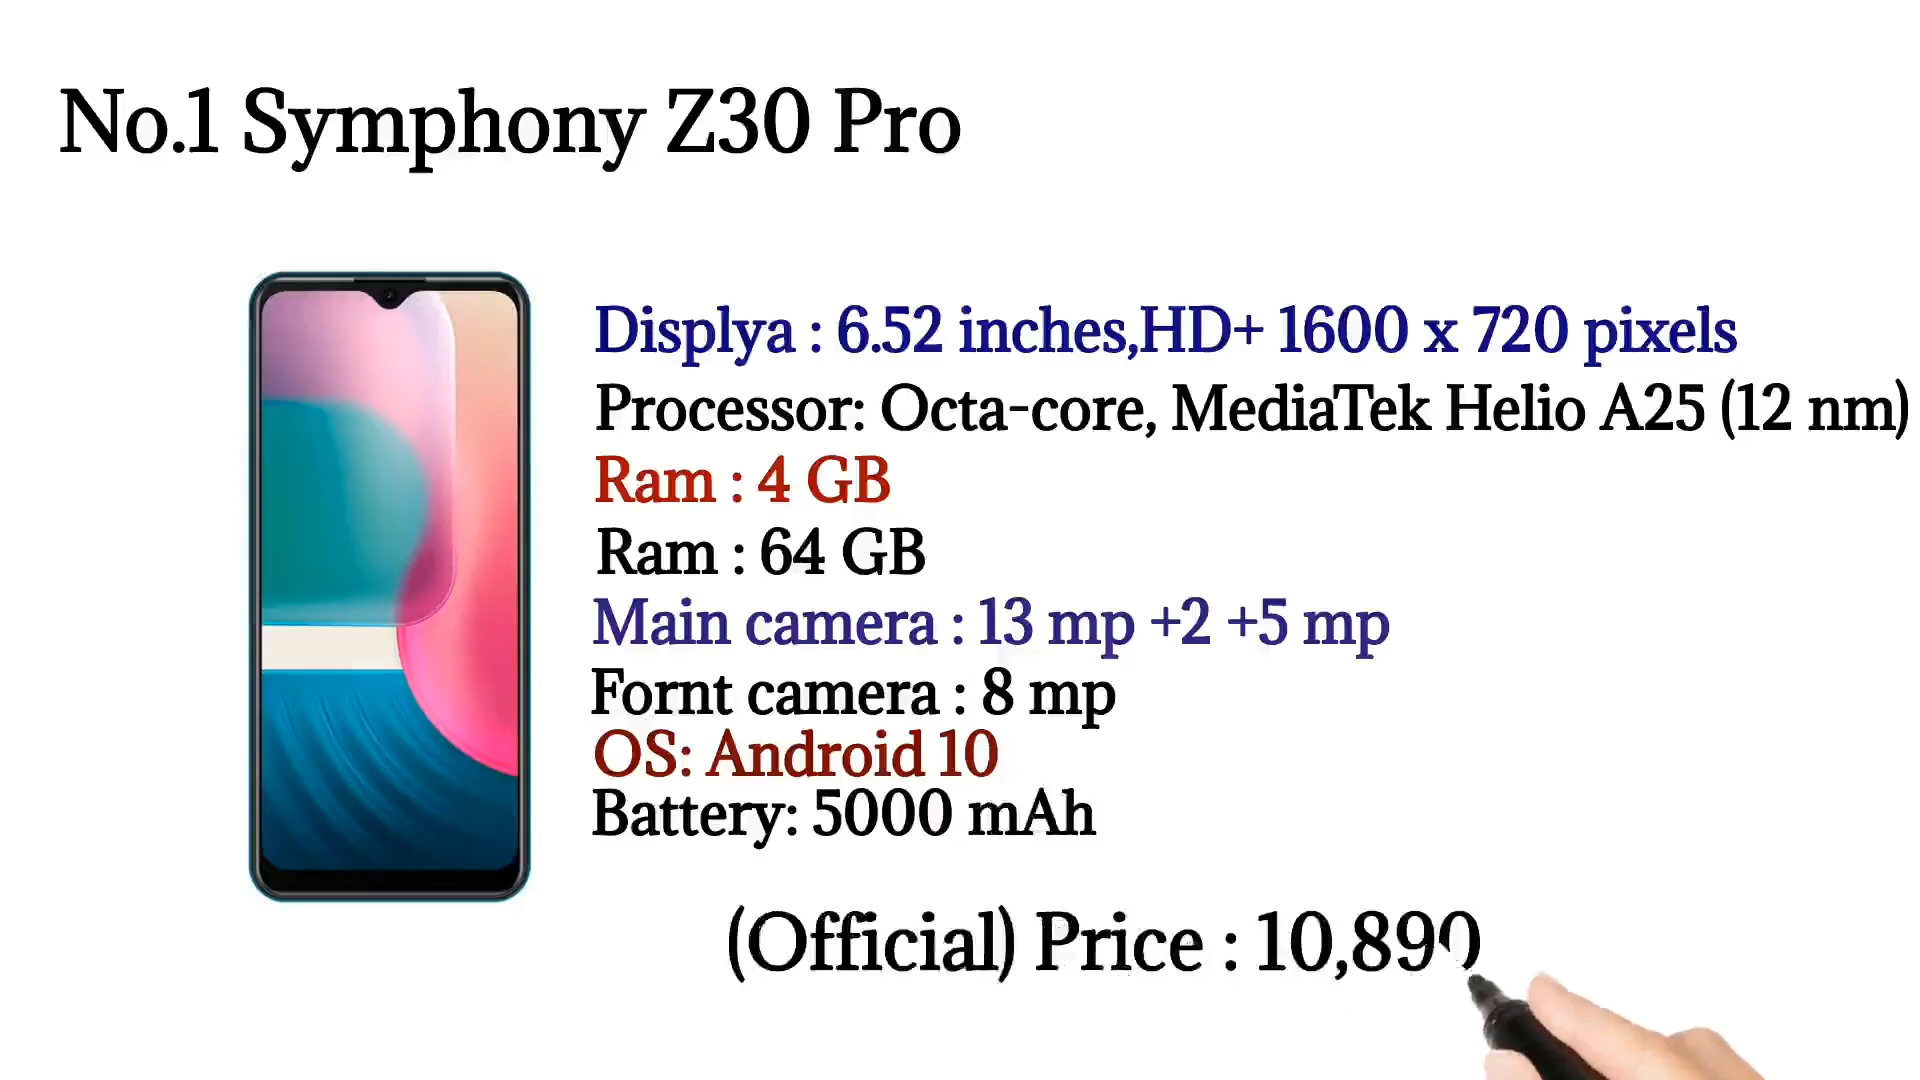 No.1 Symphony Z30 Pro
Displya : 6.52 inches,HD+ 1600 x 720 pixels
Processor: Octa-core, MediaTek Helio A25 (12 nm)
Ram : 4 GB
Ram : 64 GB
Main camera : 13 mp +2 +5 mp
Fornt camera : 8 mp
OS: Android 10
Battery: 5000 mAh
(Official) Price : 10,890